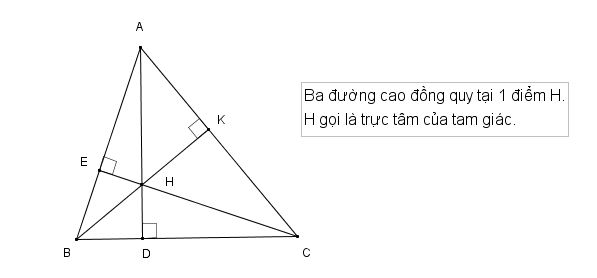 A
K
E
H
B
D
C
Ba đường cao đồng quy tại 1 điểm H.
H gọi là trực tâm của tam giác.